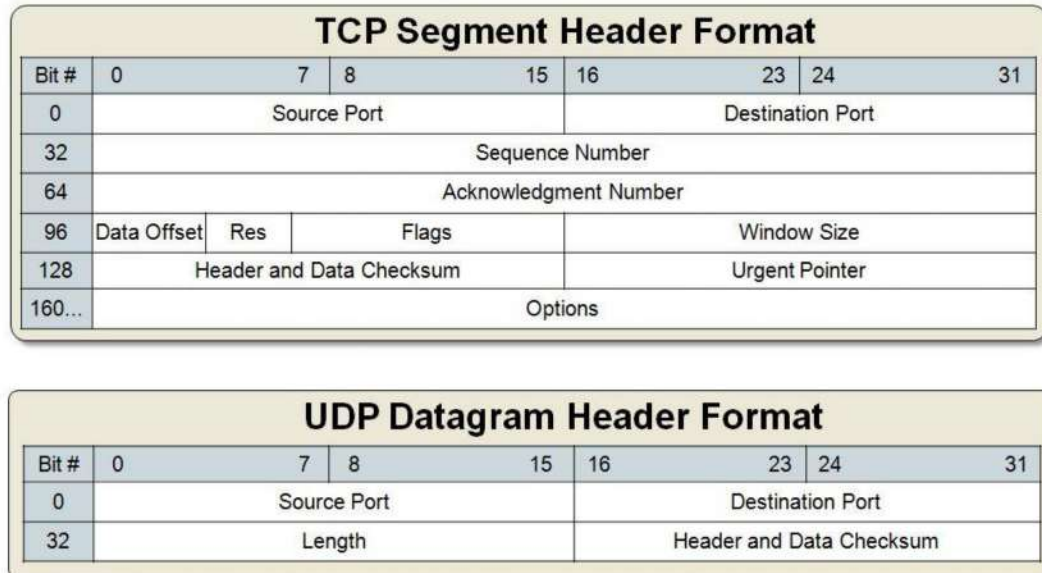 TCP Segment Header Format
Bit # 0 7 8 15 16 23 24 31
0 Source Port Destination Port
32 Sequence Number
64 Acknowledgment Number
96 Data Offset Res Flags Window Size
128 Header and Data Checksum Urgent Pointer
160... Options
UDP Datagram Header Format
Bit # 0 7 8 15 16 23 24 31
0 Source Port Destination Port
32 Length Header and Data Checksum